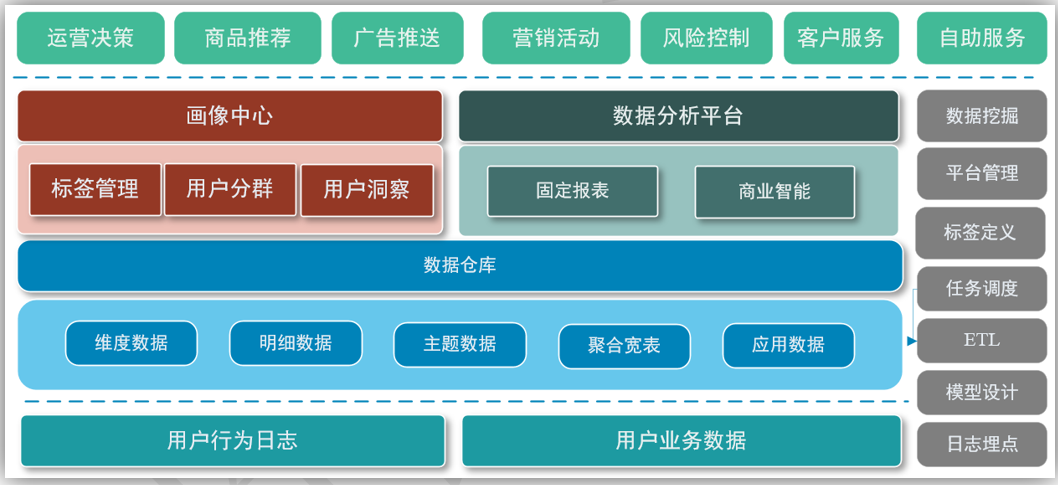 运营决策
商品推荐
广告推送
营销活动
风险控制
客户服务
自助服务
画像中心
数据分析平台
标签管理
用户分群
用户洞察
固定报表
商业智能
数据仓库
维度数据
明细数据
主题数据
聚合宽表
应用数据
用户行为日志
用户业务数据
数据挖掘
平台管理
标签定义
任务调度
ETL
模型设计
日志埋点